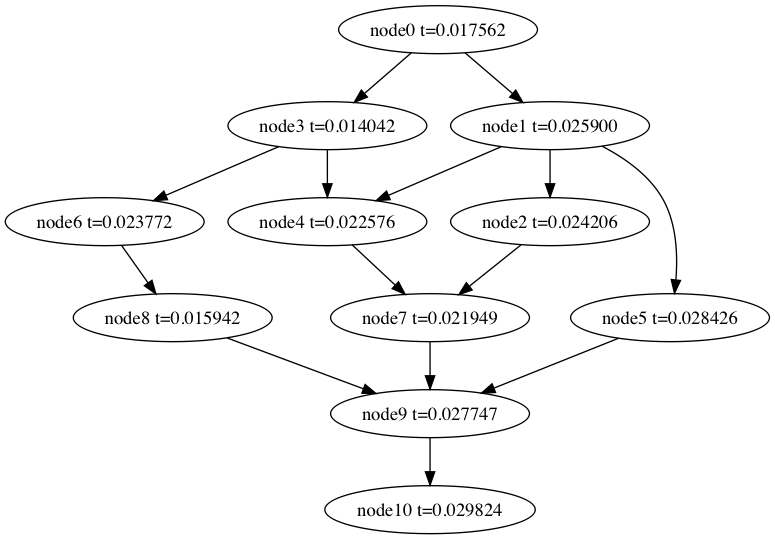 node0 t=0.017562
node3 t=0.014042
node1 t=0.025900
node6 t=0.023772
node4 t=0.022576
node2 t=0.024206
node8 t=0.015942
node7 t=0.021949
node5 t=0.028426
node9 t=0.027747
node10 t=0.029824